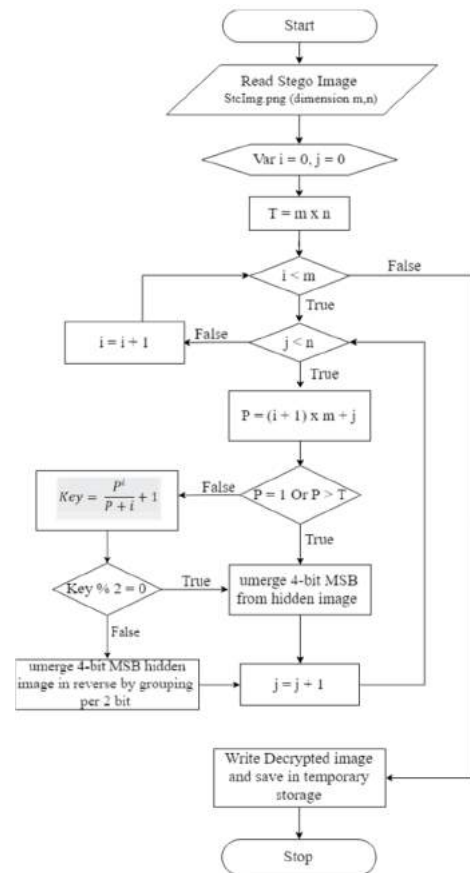 Start
Read Stego Image
StcImg.png (dimension m,n)
Var i = 0, j = 0
T = m x n
i < m
False
True
i = i + 1
False
j < n
True
P = (i + 1) x m + j
Key = P^i / P + i + 1
False
P = 1 Or P > T
True
Key % 2 = 0
True
umerge 4-bit MSB
from hidden image
False
umerge 4-bit MSB hidden
image in reverse by grouping
per 2 bit
j = j + 1
Write Decrypted image
and save in temporary
storage
Stop